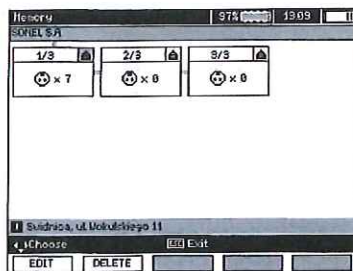 Memory 97% 19:09
SONEL S.A
1/3 2/3 3/3
x 7 x 0 x 0
Świdnica, ul. Wokulskiego 11
Choose ESC Exit
EDIT DELETE